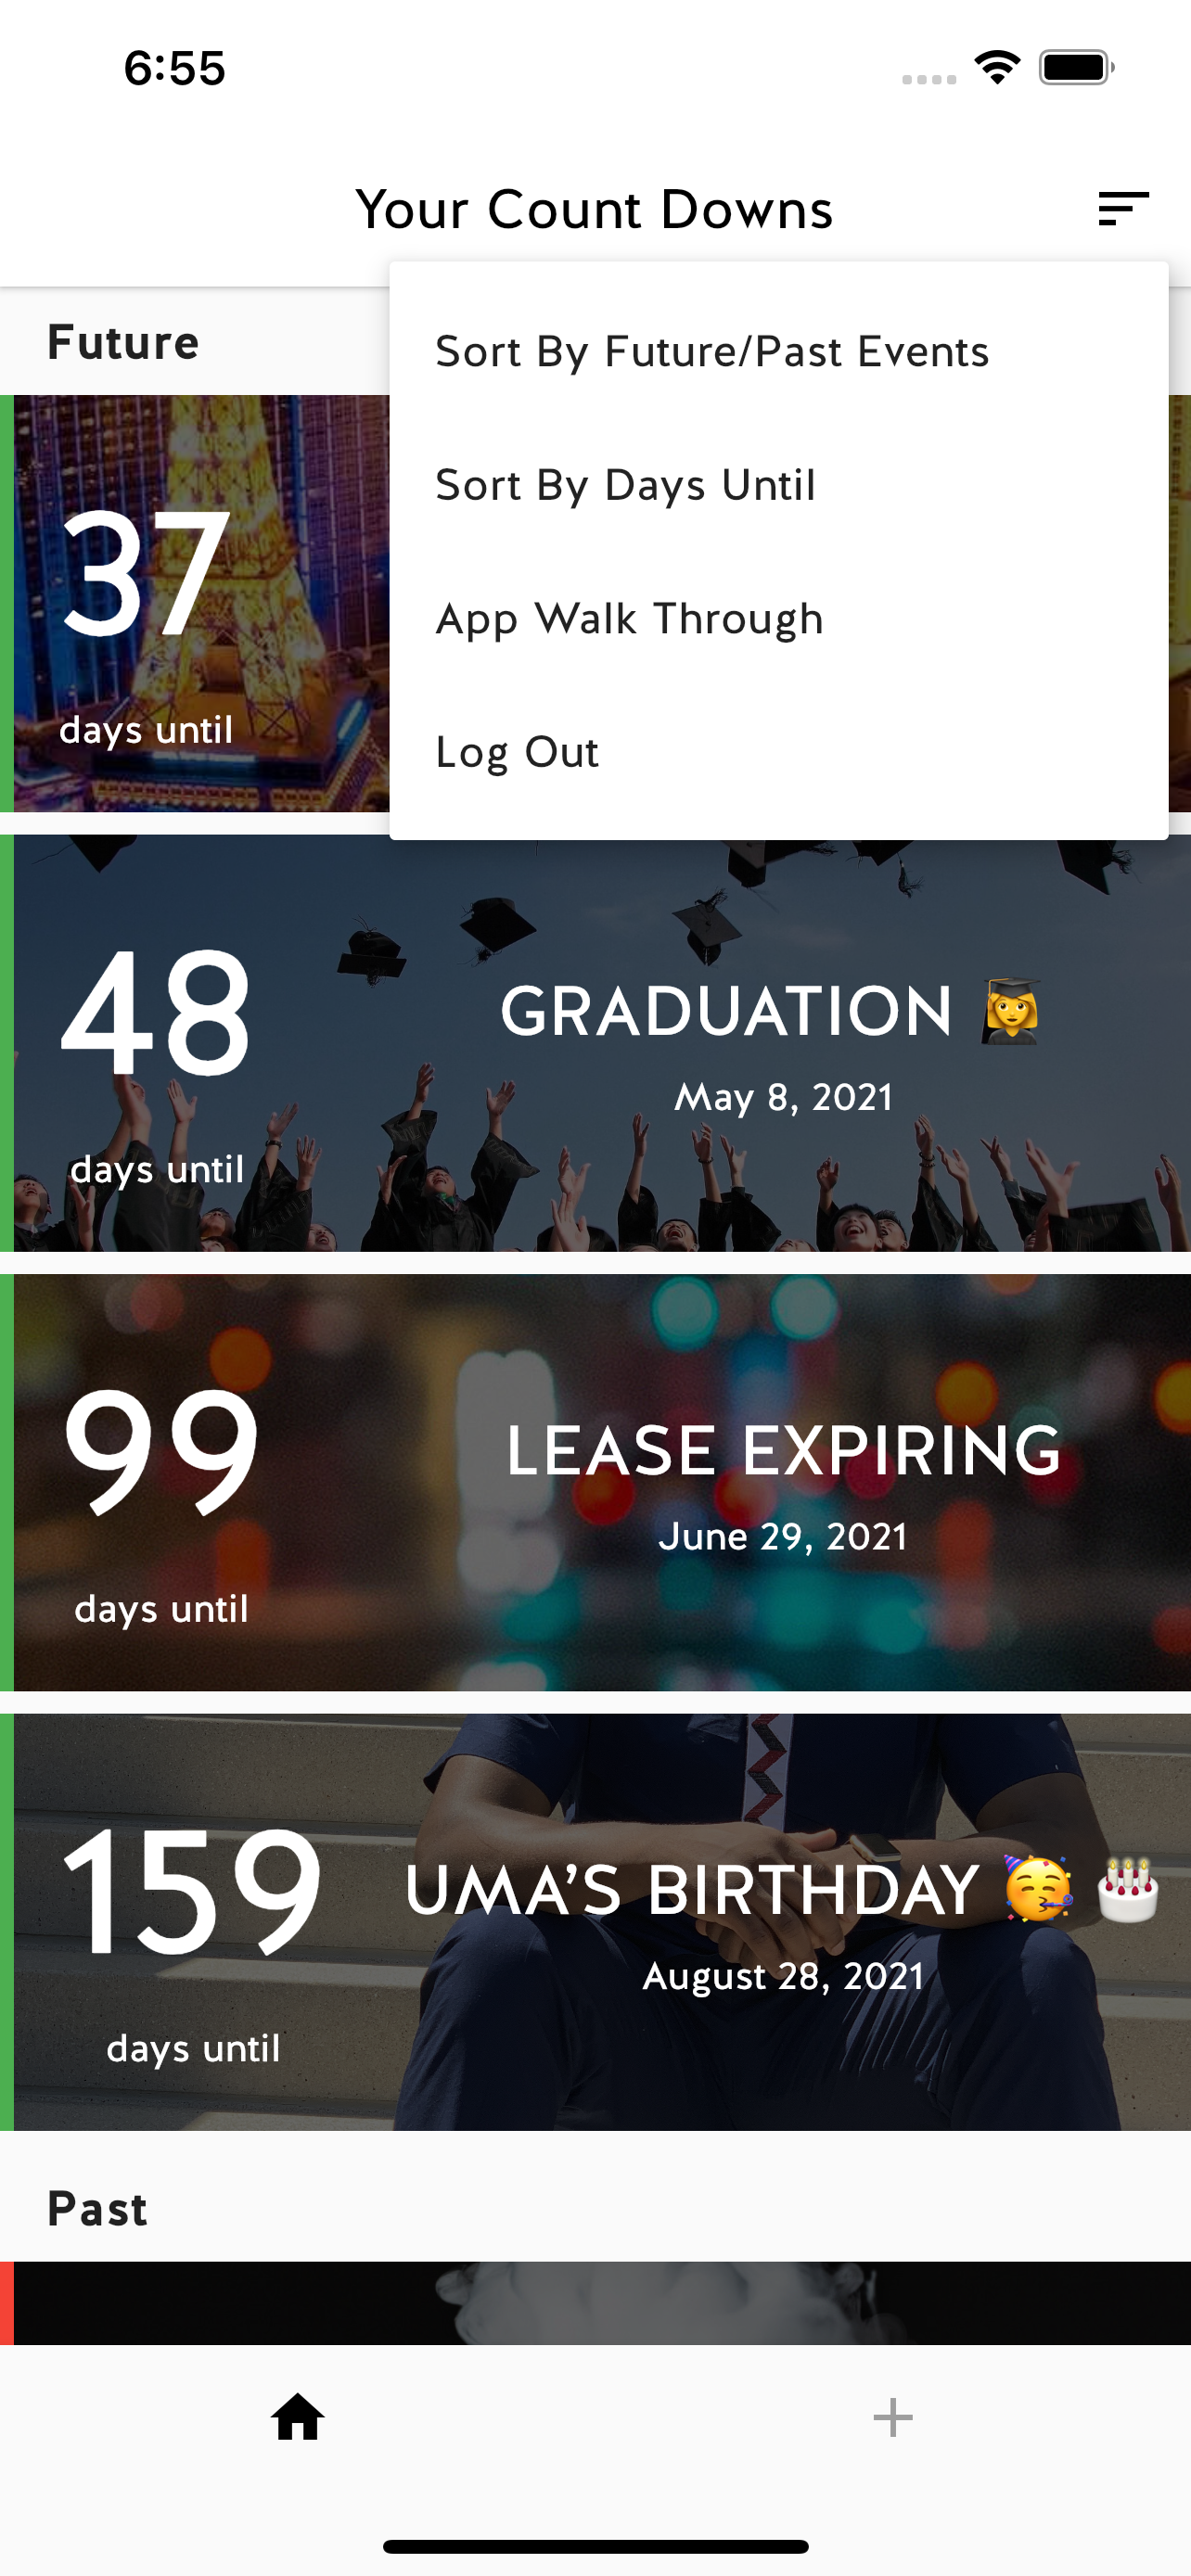 6:55
Your Count Downs
Sort By Future/Past Events
Sort By Days Until
App Walk Through
Log Out
Future
37
days until
48
days until
GRADUATION 👩‍🎓
May 8, 2021
99
days until
LEASE EXPIRING
June 29, 2021
159
days until
UMA’S BIRTHDAY 🥳 🎂
August 28, 2021
Past